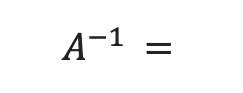 A⁻¹ =